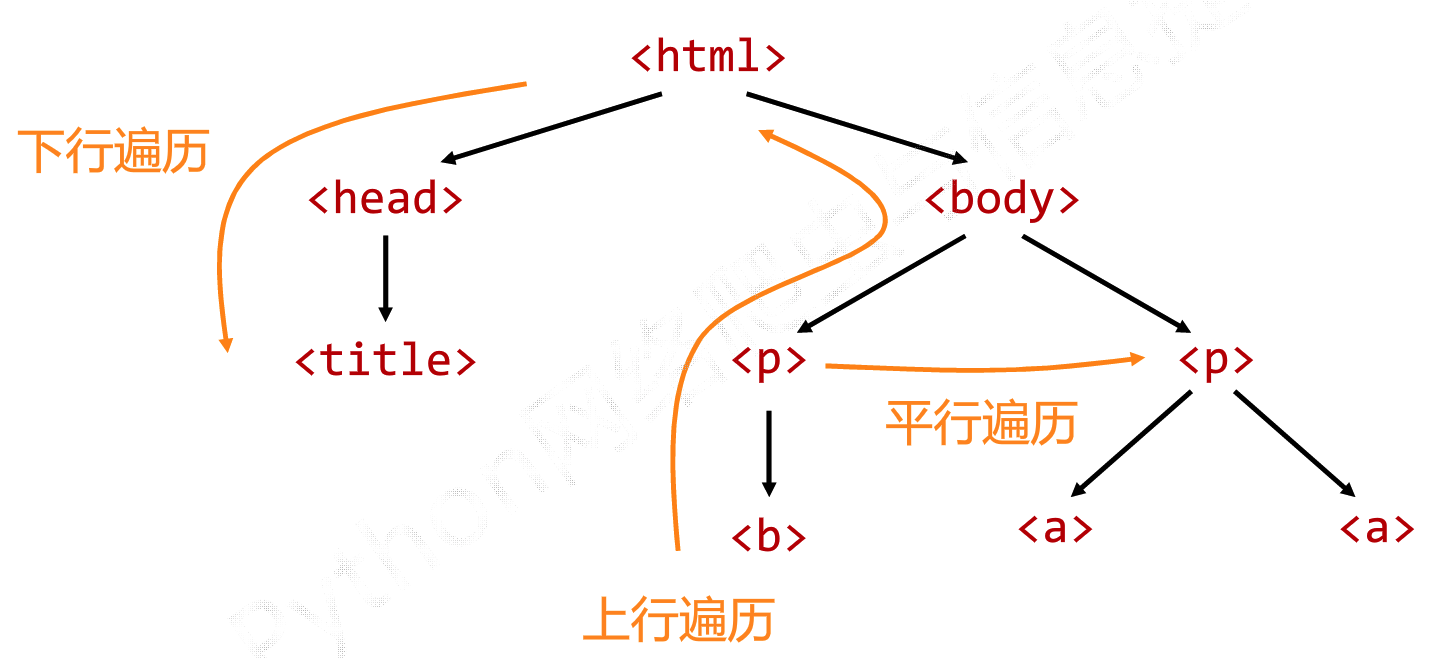 <html>
下行遍历
<head>
<body>
<title>
<p>
<p>
平行遍历
<b>
<a>
<a>
上行遍历